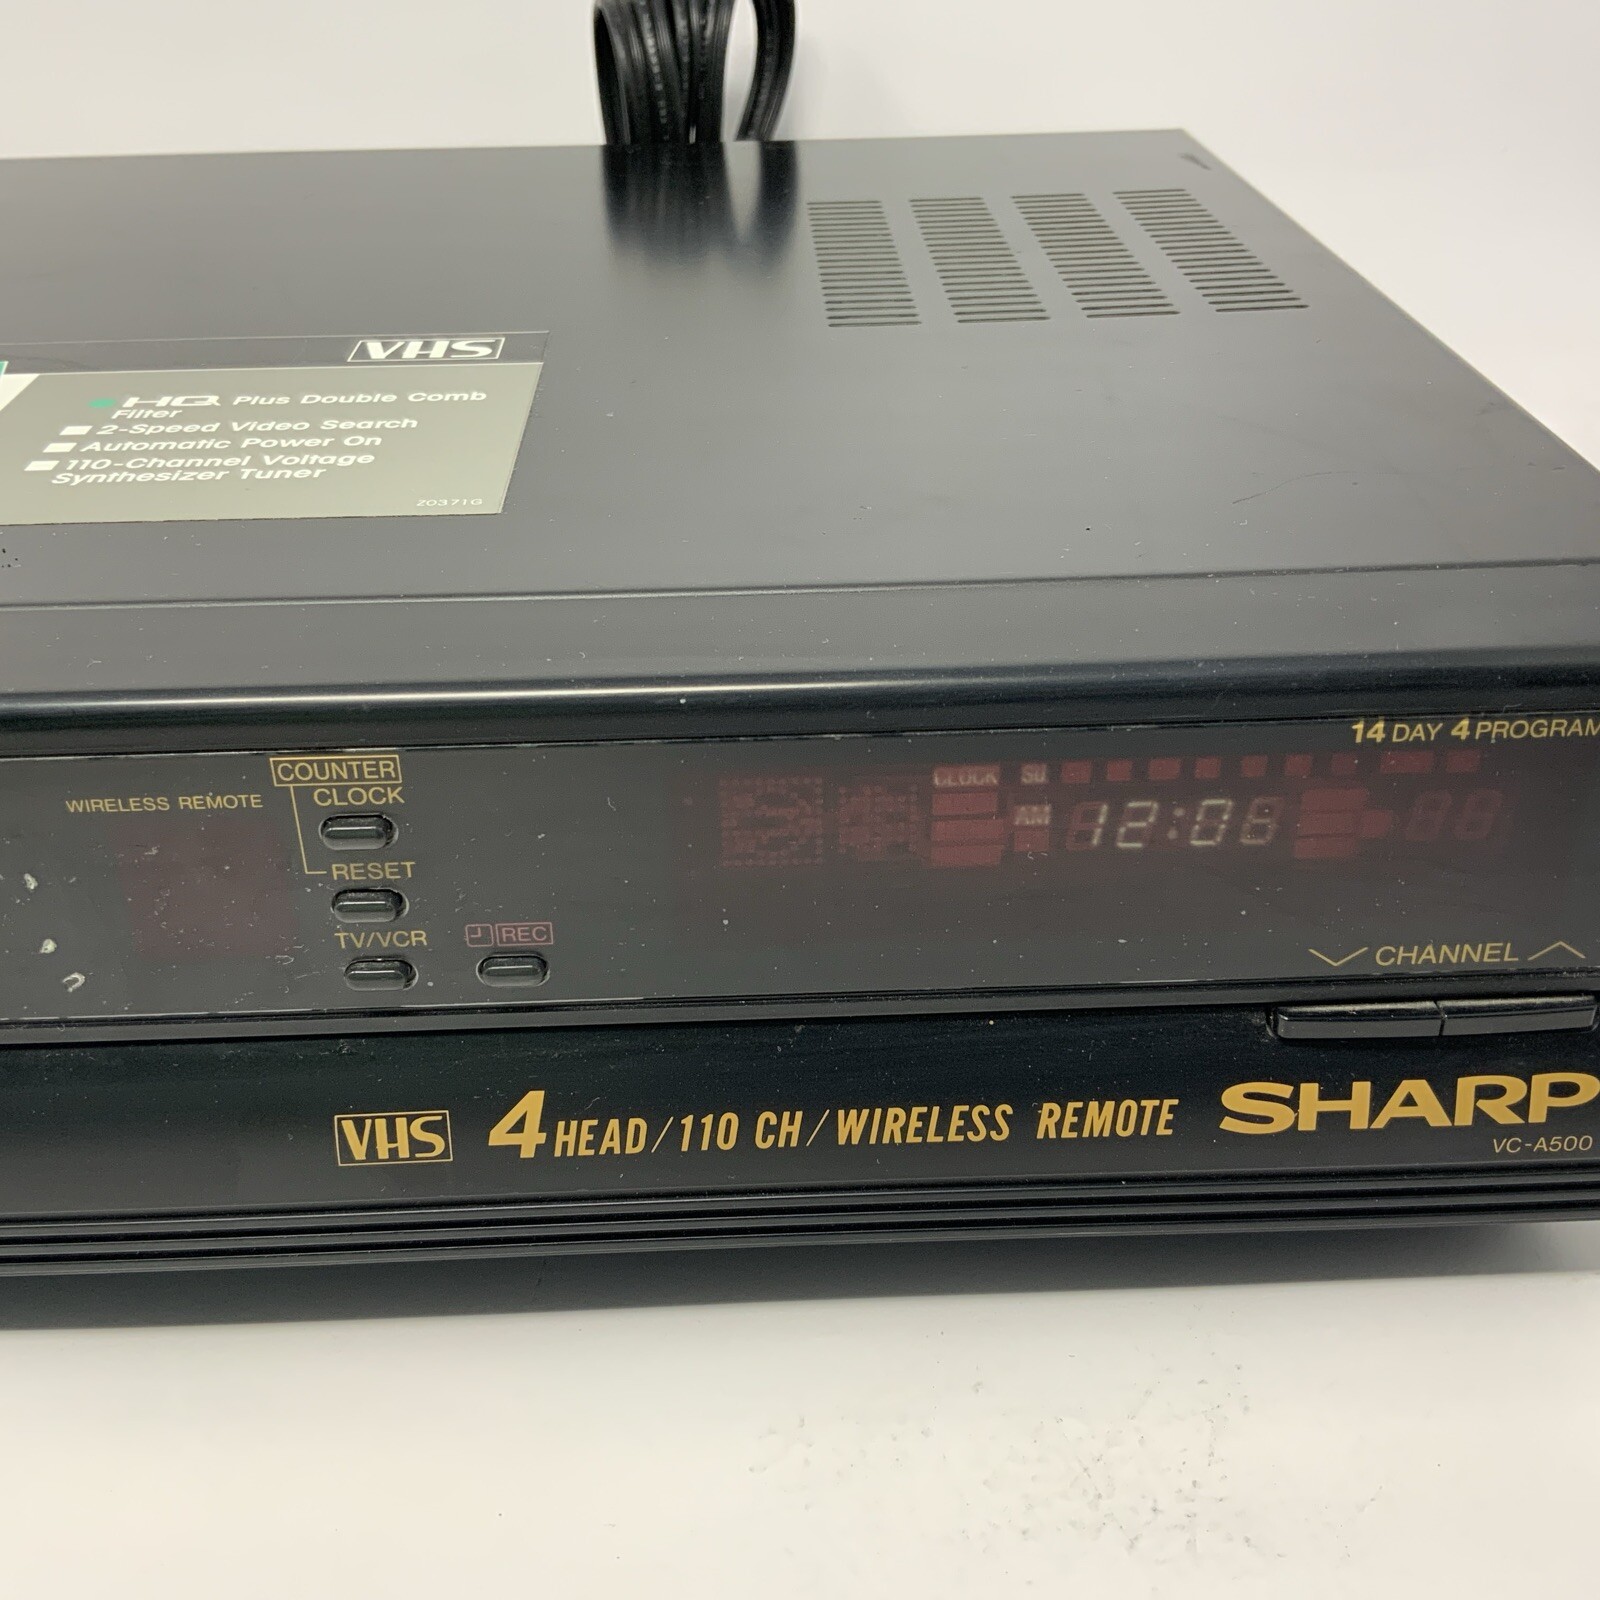 VHS
HQ Plus Double Comb
Filter
2-Speed Video Search
Automatic Power On
110-Channel Voltage
Synthesizer Tuner
Z0371G
14 DAY 4 PROGRAM
COUNTER
CLOCK
WIRELESS REMOTE
RESET
TV/VCR
REC
CLOCK SU
AM 12:06
CHANNEL
VHS 4 HEAD/110 CH/WIRELESS REMOTE SHARP
VC-A500